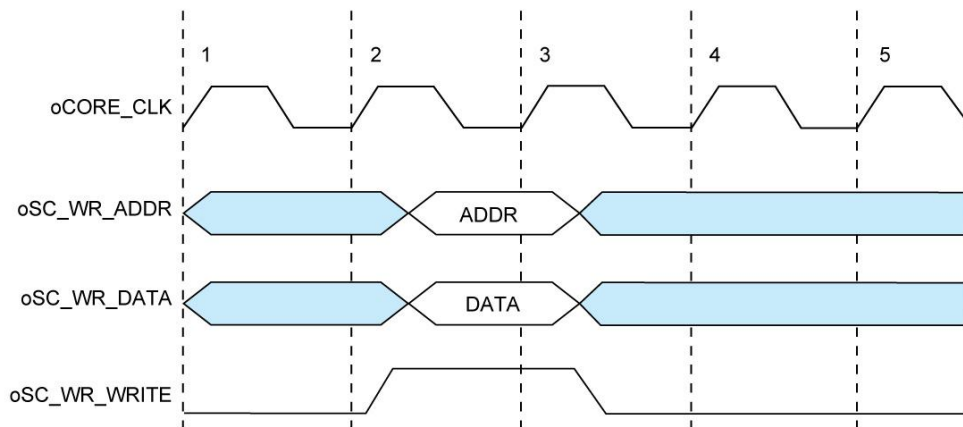 1 2 3 4 5
oCORE_CLK
oSC_WR_ADDR ADDR
oSC_WR_DATA DATA
oSC_WR_WRITE